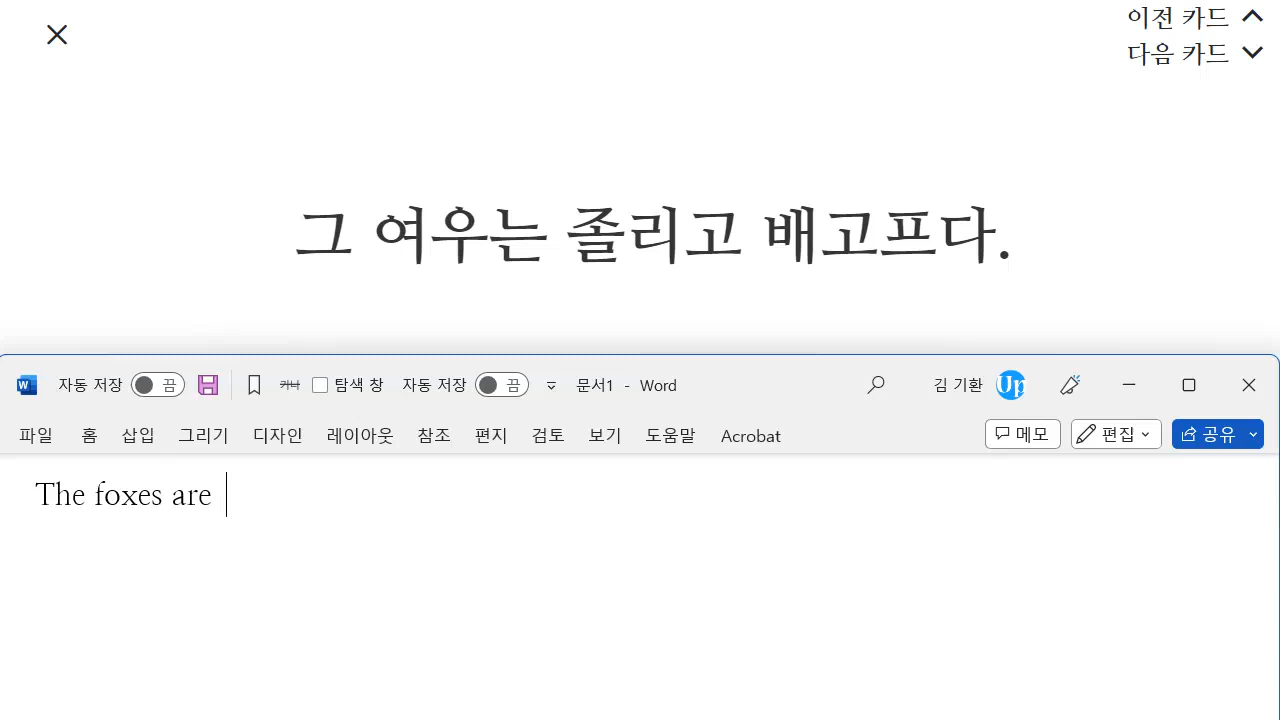 이전 카드
다음 카드
그 여우는 졸리고 배고프다.
자동 저장 끔 가나 탐색 창 자동 저장 끔 문서1 - Word 김 기환 Up
파일 홈 삽입 그리기 디자인 레이아웃 참조 편지 검토 보기 도움말 Acrobat 메모 편집 공유
The foxes are